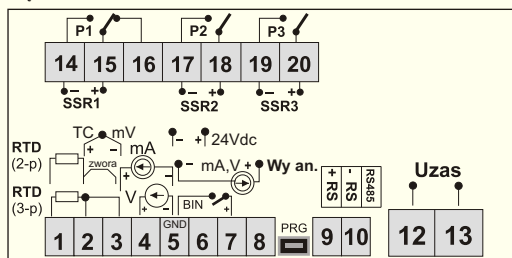 P1 P2 P3
14 15 16 17 18 19 20
- + - + - +
SSR1 SSR2 SSR3
TC mV - + 24Vdc
RTD + - mA - mA,V + Wy an.
(2-p) zwora + -
RTD
(3-p) V + - BIN + + RS - RS RS485 Uzas
GND PRG
1 2 3 4 5 6 7 8 9 10 12 13